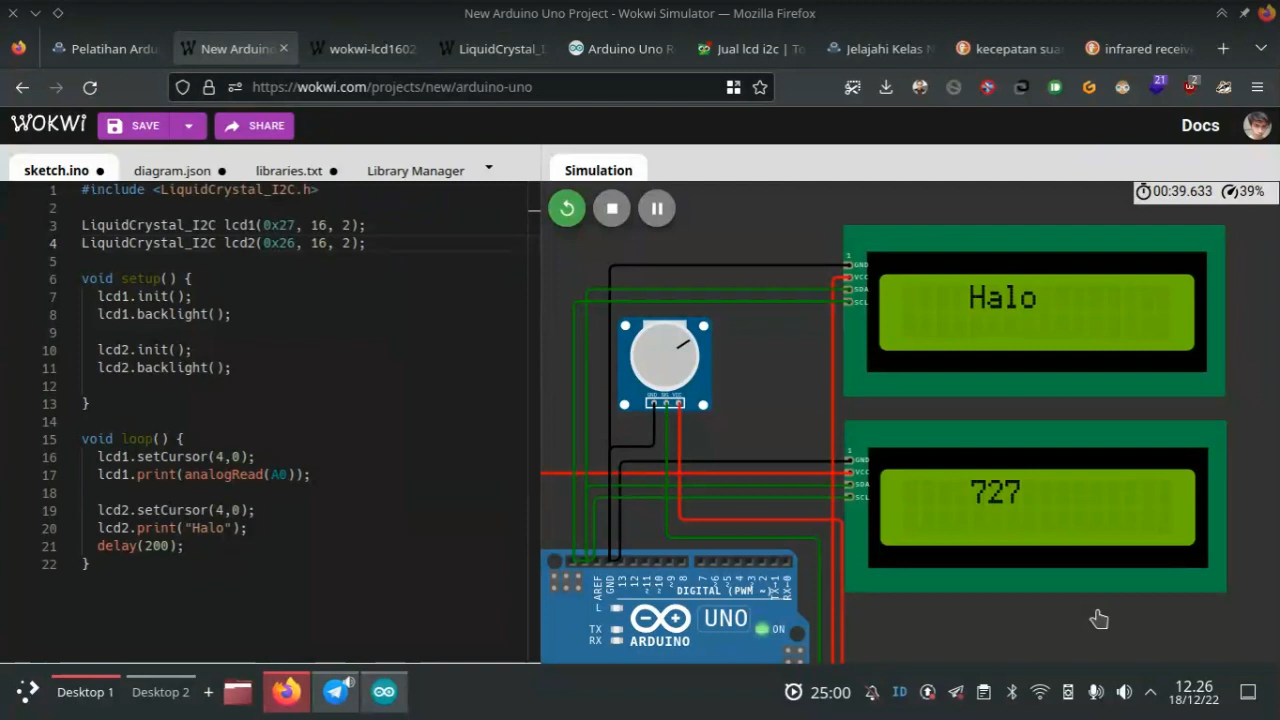 New Arduino Uno Project - Wokwi Simulator — Mozilla Firefox
Pelatihan Ardu
New Arduino
wokwi-lcd1602
LiquidCrystal_I
Arduino Uno R
Jual lcd i2c | To
Jelajahi Kelas
kecepatan sua
infrared receiv
https://wokwi.com/projects/new/arduino-uno
21
2
WOKWi
SAVE
SHARE
Docs
sketch.ino
diagram.json
libraries.txt
Library Manager
Simulation
1 #include <LiquidCrystal_I2C.h>
2
3 LiquidCrystal_I2C lcd1(0x27, 16, 2);
4 LiquidCrystal_I2C lcd2(0x26, 16, 2);
5
6 void setup() {
7 lcd1.init();
8 lcd1.backlight();
9
10 lcd2.init();
11 lcd2.backlight();
12
13 }
14
15 void loop() {
16 lcd1.setCursor(4,0);
17 lcd1.print(analogRead(A0));
18
19 lcd2.setCursor(4,0);
20 lcd2.print("Halo");
21 delay(200);
22 }
00:39.633 39%
1
GND
VCC
SDA
SCL
Halo
GND SIG VCC
1
GND
VCC
SDA
SCL
727
AREF
GND
13
12
~11
~10
~9
8
7
~6
~5
4
~3
2
TX→1
RX←0
DIGITAL (PWM ~)
L
TX
RX
UNO
ARDUINO
ON
Desktop 1
Desktop 2
25:00
ID
12.26
18/12/22